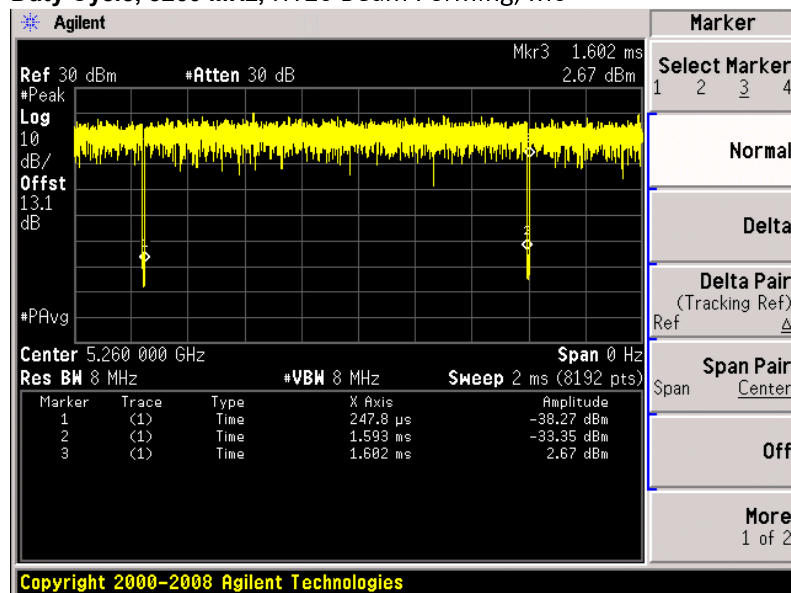 Duty Cycle, 5260 MHz, HT20 Beam Forming, M0
Agilent
Marker
Mkr3 1.602 ms
Ref 30 dBm #Atten 30 dB 2.67 dBm
#Peak
Log
10
dB/
Offst
13.1
dB
1
2
#PAvg
Center 5.260 000 GHz Span 0 Hz
Res BW 8 MHz #VBW 8 MHz Sweep 2 ms (8192 pts)
Marker Trace Type X Axis Amplitude
1 (1) Time 247.8 µs -38.27 dBm
2 (1) Time 1.593 ms -33.35 dBm
3 (1) Time 1.602 ms 2.67 dBm
Select Marker
1 2 3 4
Normal
Delta
Delta Pair
(Tracking Ref)
Ref Δ
Span Pair
Span Center
Off
More
1 of 2
Copyright 2000-2008 Agilent Technologies